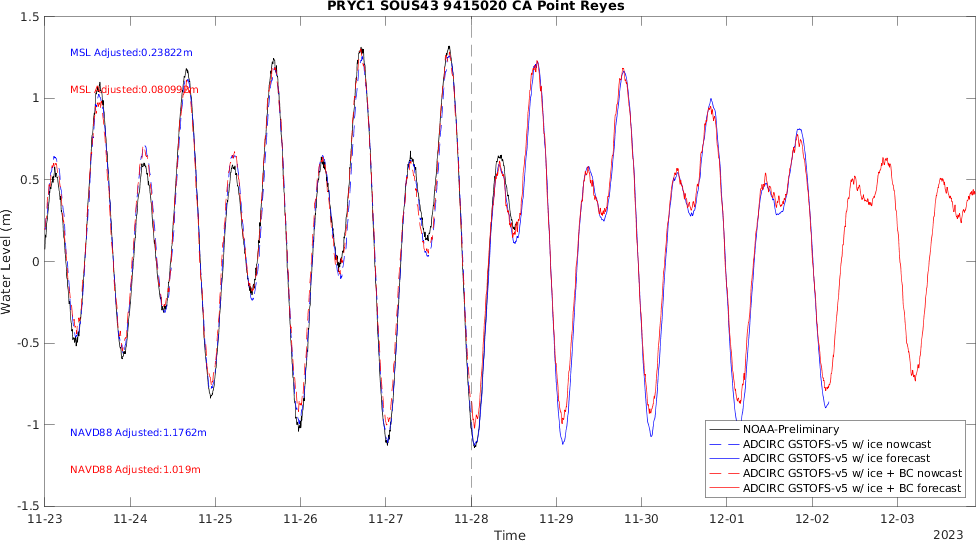 PRYC1 SOUS43 9415020 CA Point Reyes
1.5
1
0.5
0
-0.5
-1
-1.5
Water Level (m)
MSL Adjusted:0.23822m
MSL Adjusted:0.080992m
NAVD88 Adjusted:1.1762m
NAVD88 Adjusted:1.019m
NOAA-Preliminary
ADCIRC GSTOFS-v5 w/ ice nowcast
ADCIRC GSTOFS-v5 w/ ice forecast
ADCIRC GSTOFS-v5 w/ ice + BC nowcast
ADCIRC GSTOFS-v5 w/ ice + BC forecast
11-23 11-24 11-25 11-26 11-27 11-28 11-29 11-30 12-01 12-02 12-03
Time
2023